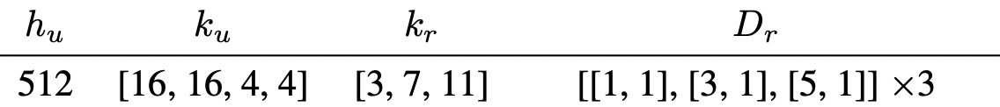 h_u k_u k_r D_r
512 [16, 16, 4, 4] [3, 7, 11] [[1, 1], [3, 1], [5, 1]] ×3